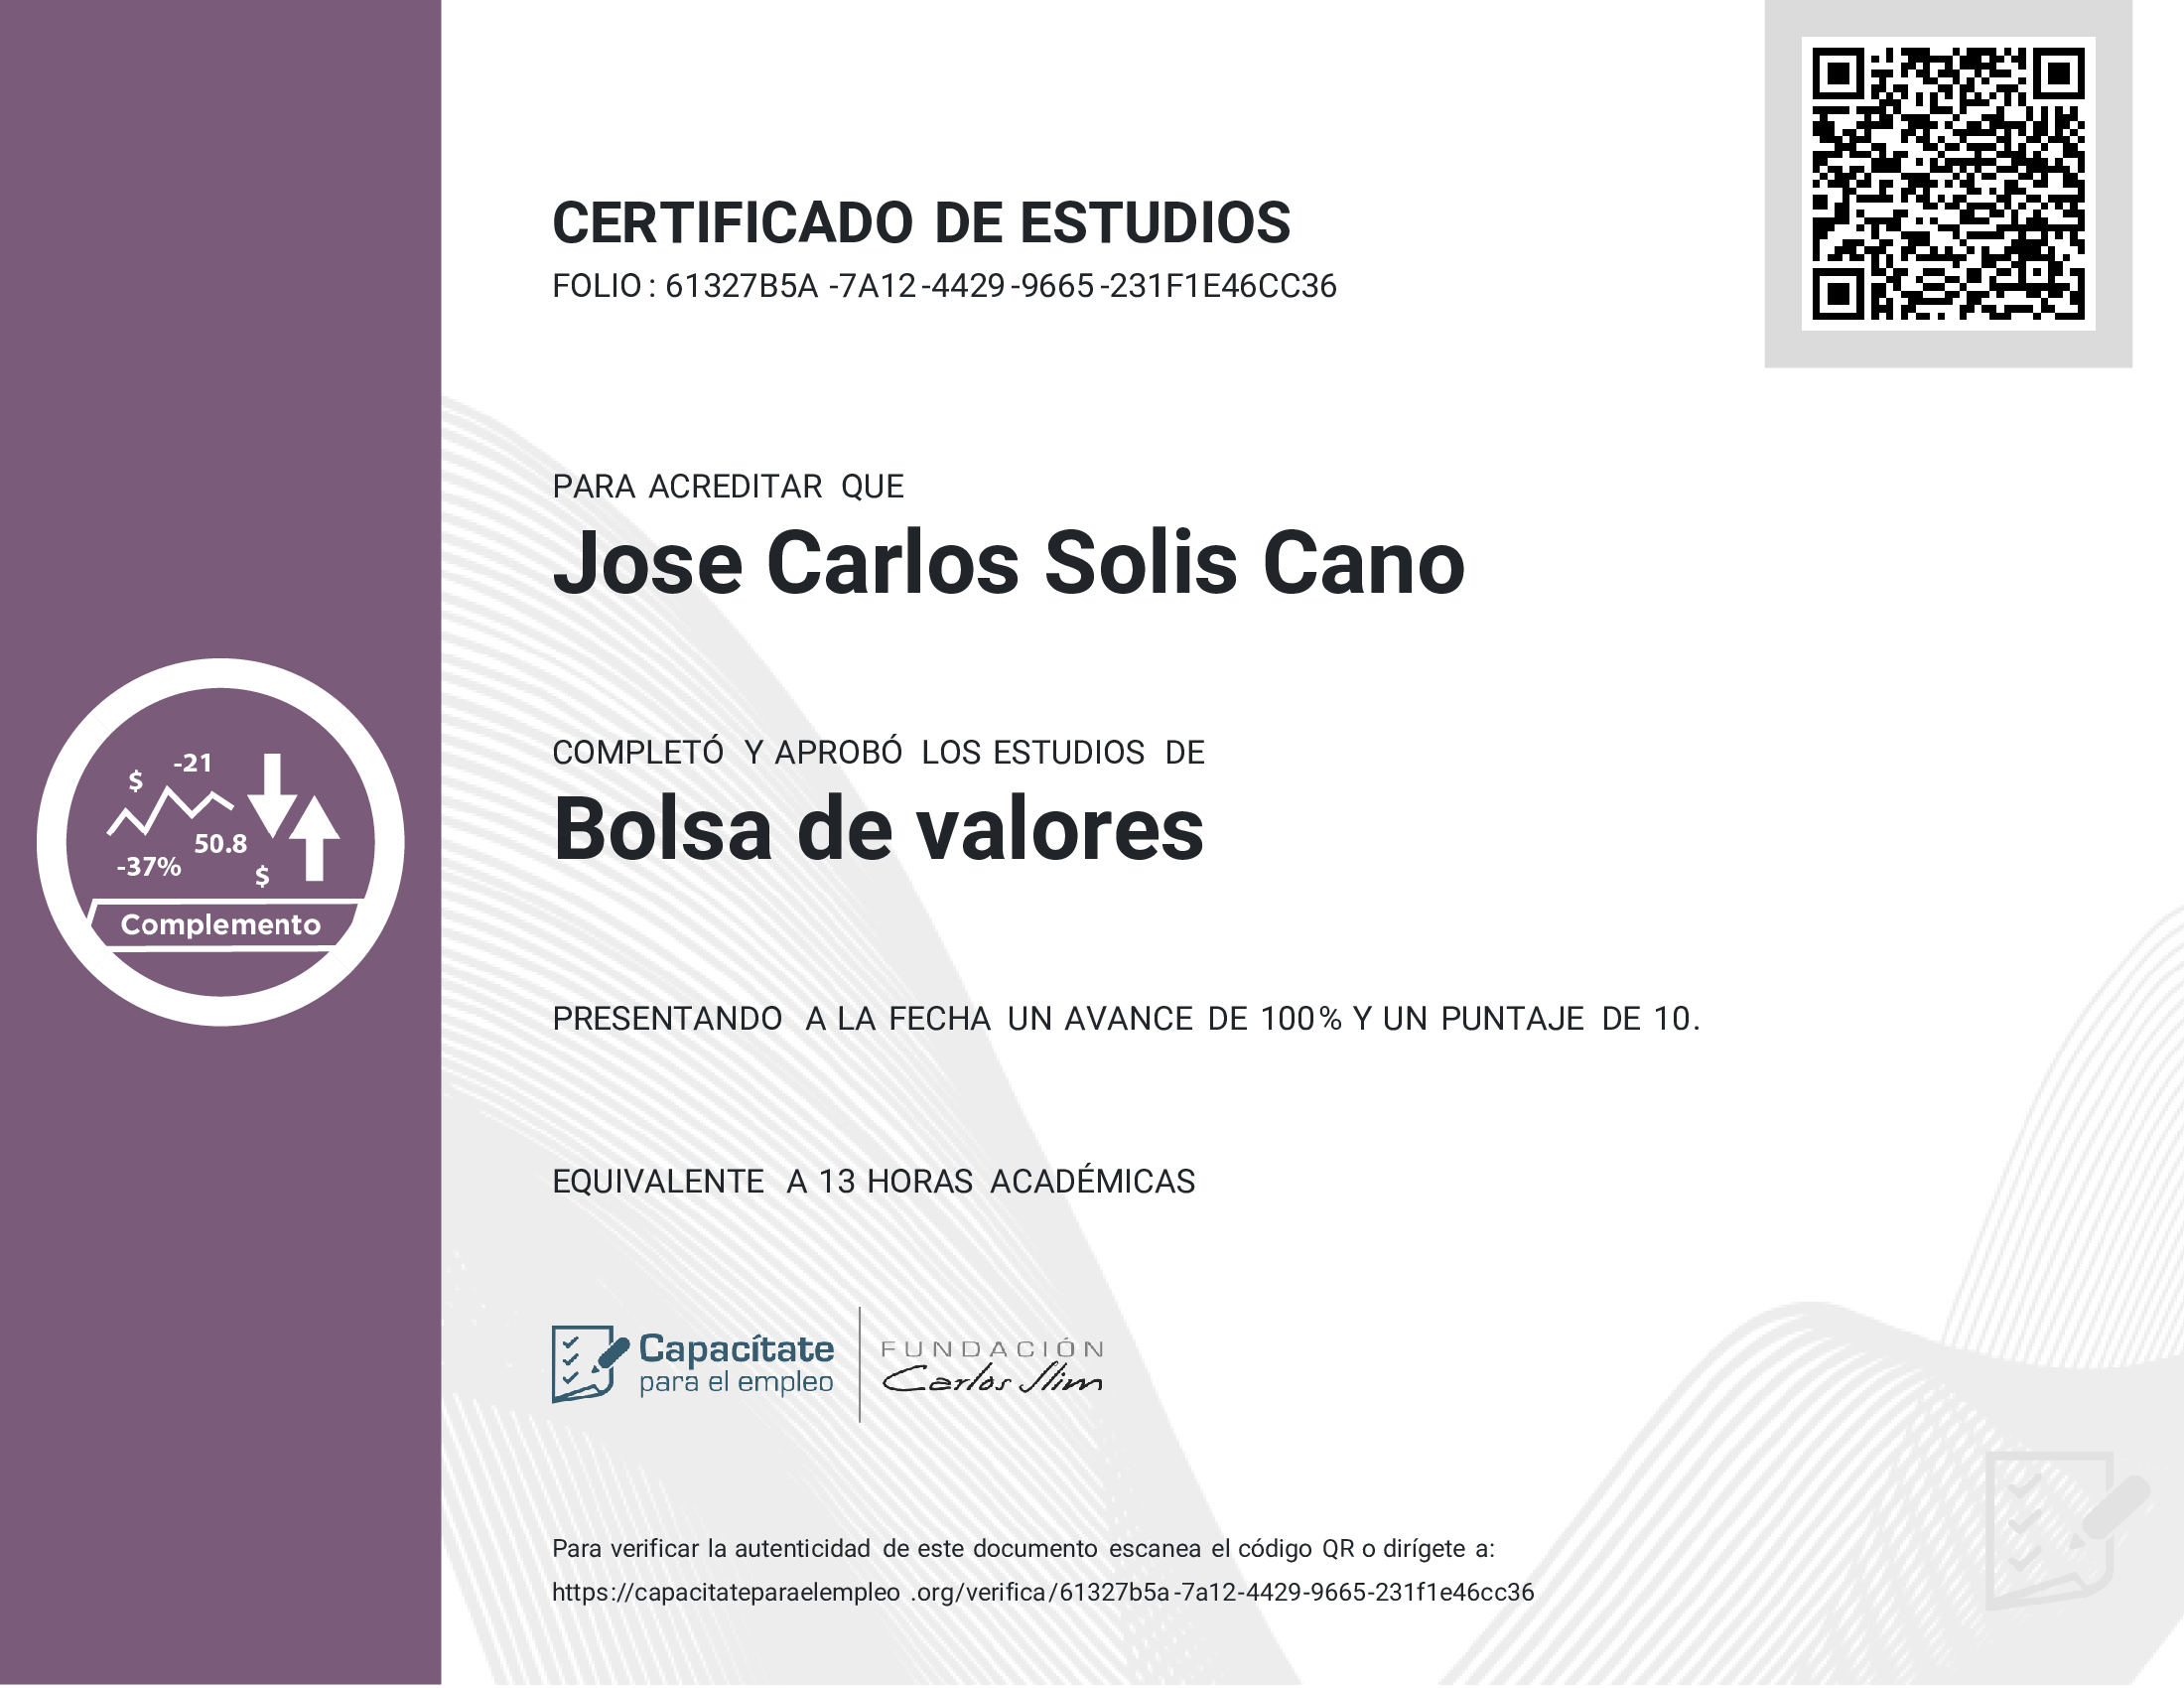 CERTIFICADO DE ESTUDIOS
FOLIO: 61327B5A-7A12-4429-9665-231F1E46CC36
PARA ACREDITAR QUE
Jose Carlos Solis Cano
COMPLETÓ Y APROBÓ LOS ESTUDIOS DE
Bolsa de valores
$ -21
50.8
-37% $
Complemento
PRESENTANDO A LA FECHA UN AVANCE DE 100% Y UN PUNTAJE DE 10.
EQUIVALENTE A 13 HORAS ACADÉMICAS
Capacítate
para el empleo
FUNDACIÓN
Carlos Slim
Para verificar la autenticidad de este documento escanea el código QR o dirígete a:
https://capacitateparaelempleo.org/verifica/61327b5a-7a12-4429-9665-231f1e46cc36